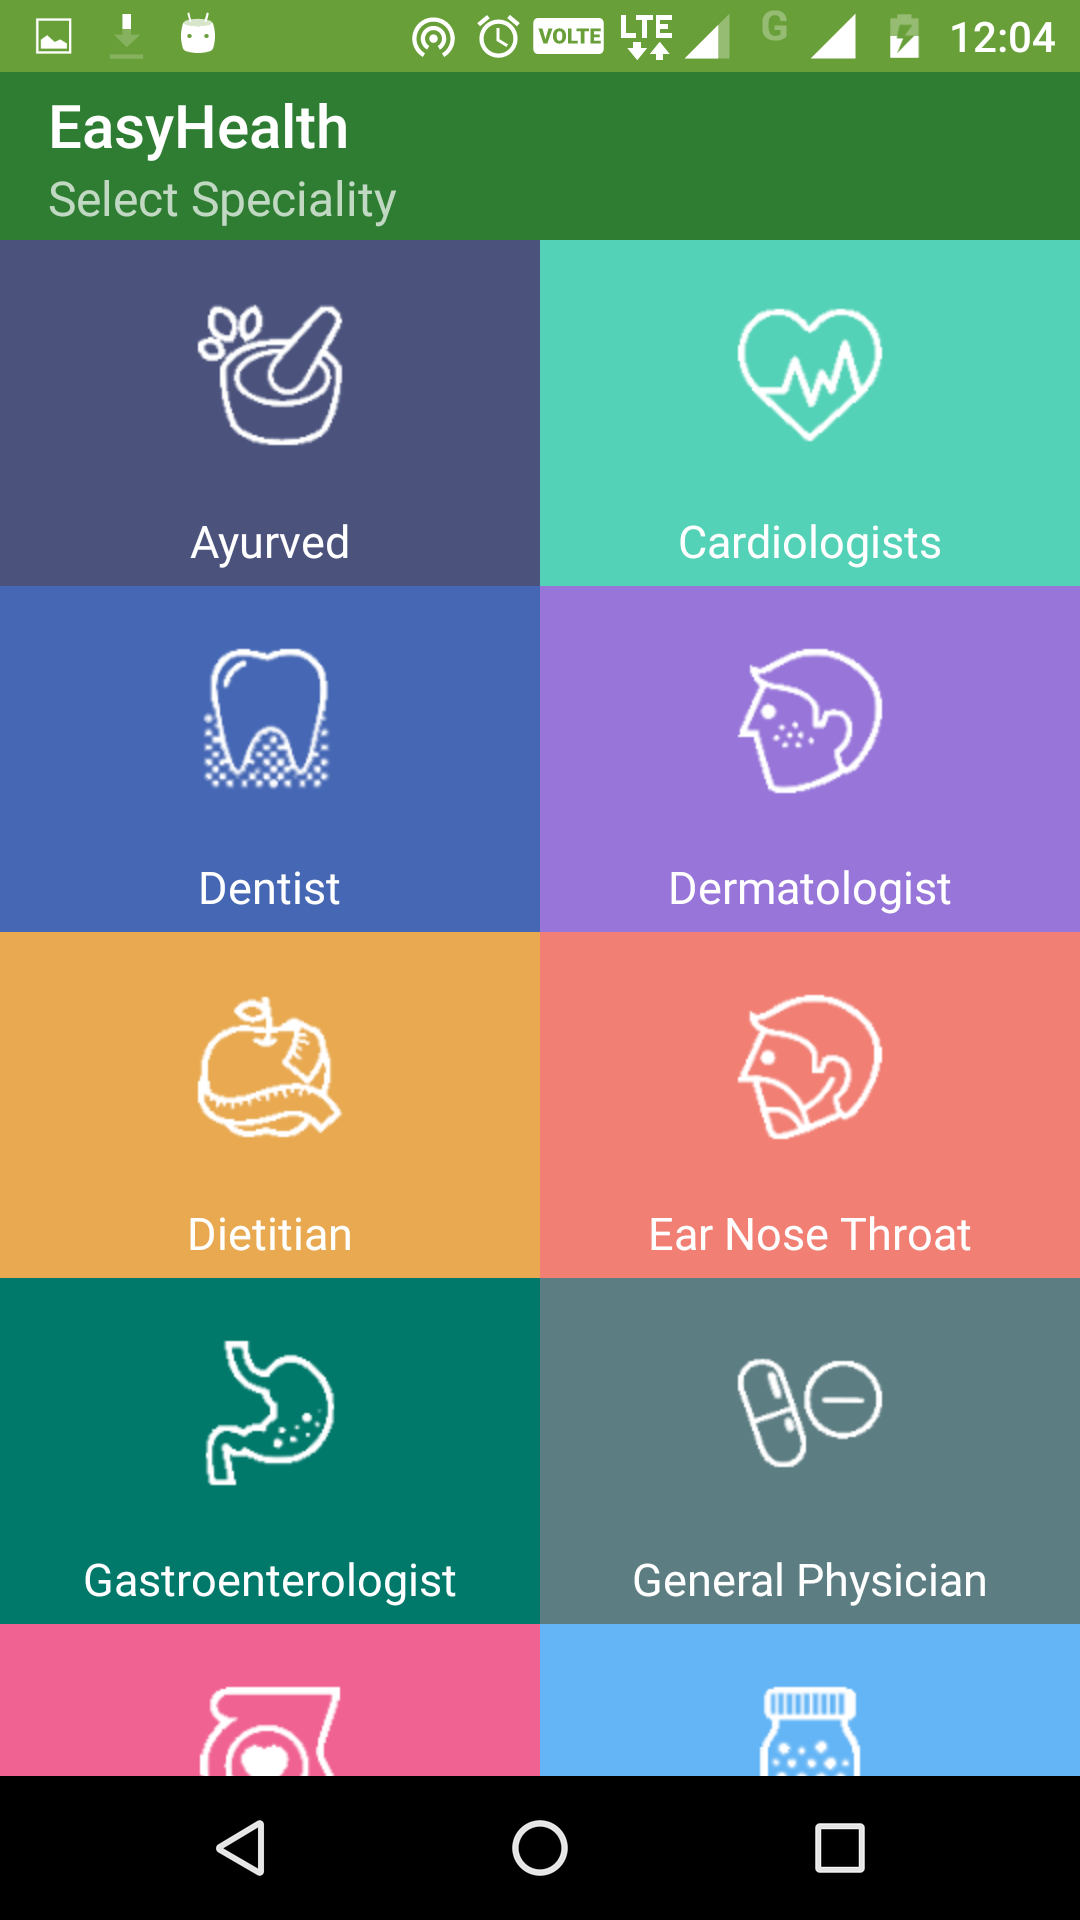 VOLTE LTE G 12:04
EasyHealth
Select Speciality
Ayurved Cardiologists
Dentist Dermatologist
Dietitian Ear Nose Throat
Gastroenterologist General Physician